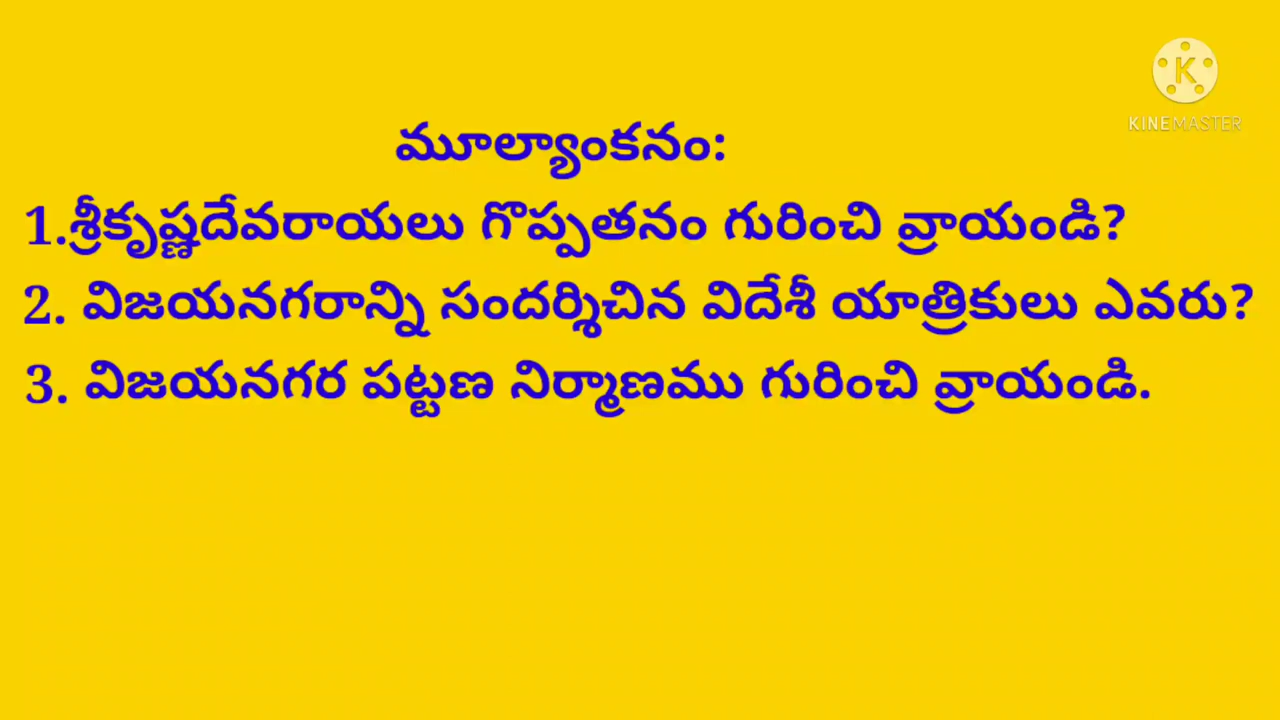 KINEMASTER
మూల్యాంకనం:
1.శ్రీకృష్ణదేవరాయలు గొప్పతనం గురించి వ్రాయండి?
2. విజయనగరాన్ని సందర్శిచిన విదేశీ యాత్రికులు ఎవరు?
3. విజయనగర పట్టణ నిర్మాణము గురించి వ్రాయండి.